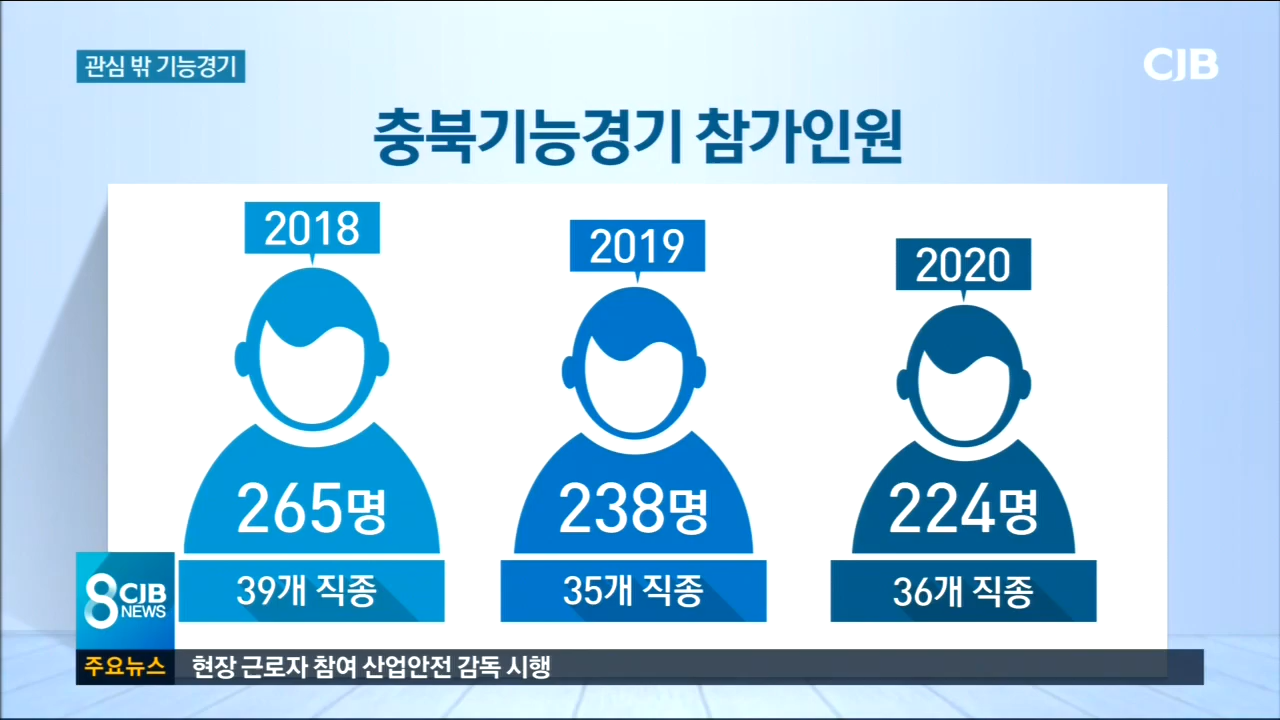 관심 밖 기능경기
CJB
충북기능경기 참가인원
2018
2019
2020
265명
238명
224명
39개 직종
35개 직종
36개 직종
8 CJB NEWS
주요뉴스 현장 근로자 참여 산업안전 감독 시행